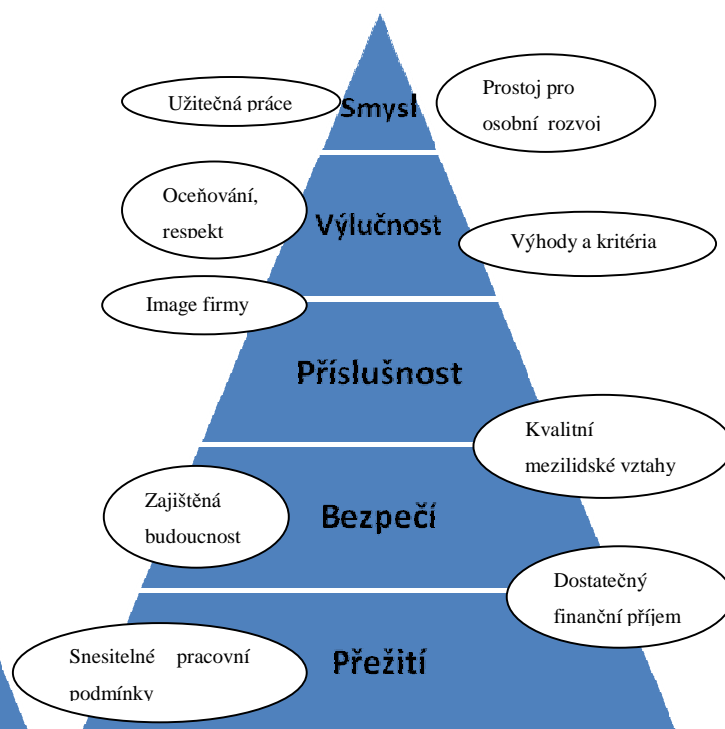 Užitečná práce
Smysl
Prostoj pro
osobní rozvoj
Oceňování,
respekt
Výlučnost
Výhody a kritéria
Image firmy
Příslušnost
Kvalitní
mezilidské vztahy
Zajištěná
budoucnost
Bezpečí
Dostatečný
finanční příjem
Snesitelné pracovní
podmínky
Přežití